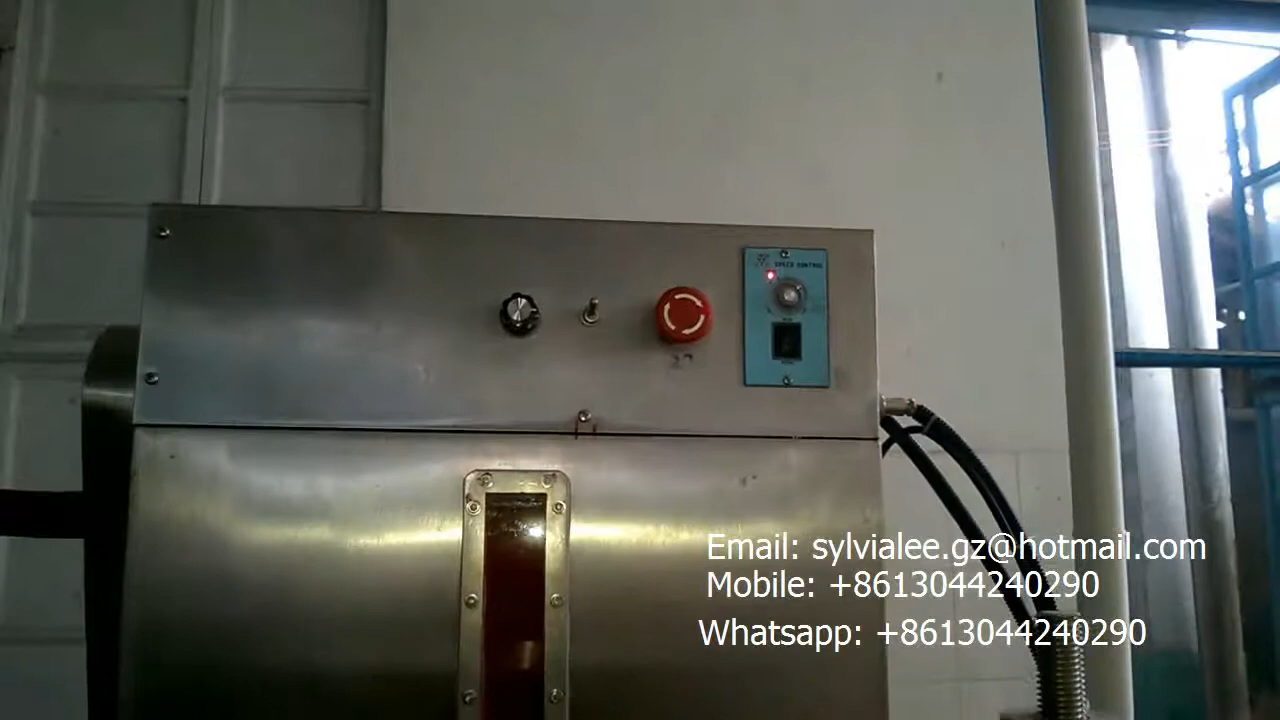 SPEED CONTROL
Email: sylvialee.gz@hotmail.com
Mobile: +8613044240290
Whatsapp: +8613044240290